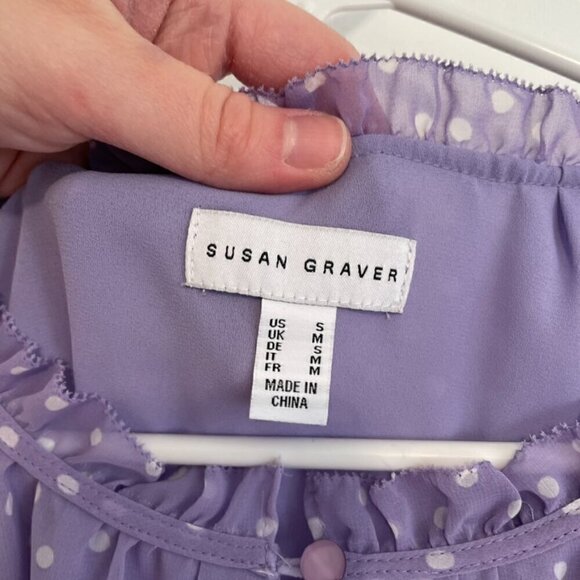 SUSAN GRAVER
US S
UK M
DE S
IT M
FR M
MADE IN
CHINA